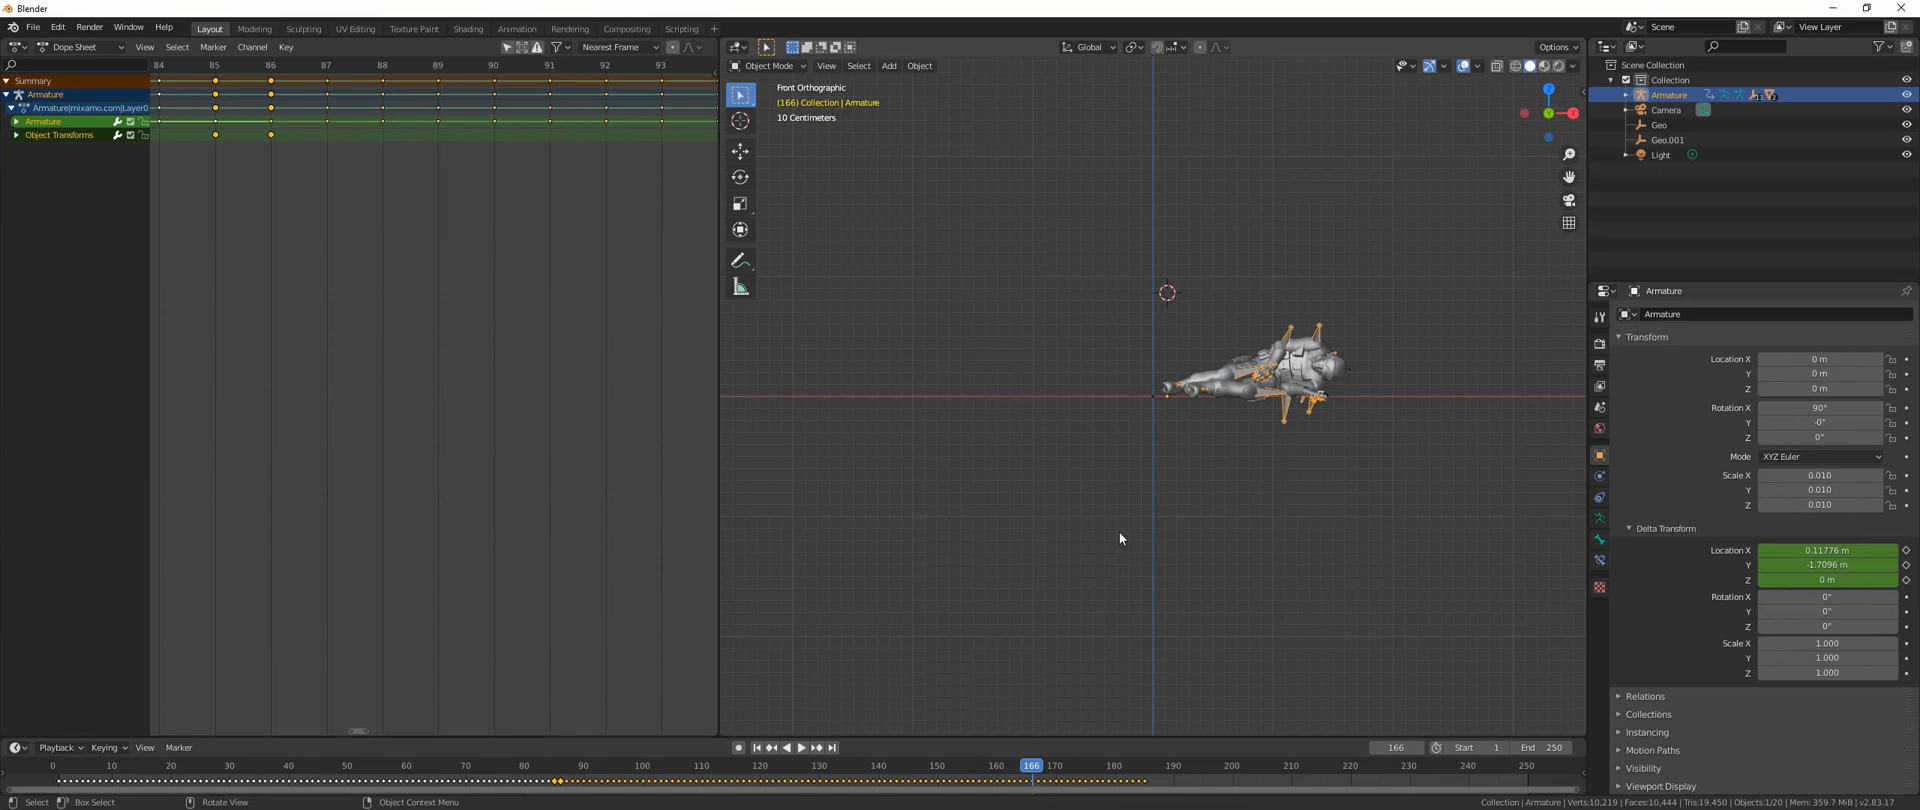 Blender
File Edit Render Window Help Layout Modeling Sculpting UV Editing Texture Paint Shading Animation Rendering Compositing Scripting + Scene View Layer
Dope Sheet View Select Marker Channel Key Nearest Frame Global Options
84 85 86 87 88 89 90 91 92 93
Object Mode View Select Add Object
Summary
Armature
Armature|mixamo.com|Layer0
Armature
Object Transforms
Front Orthographic
(166) Collection | Armature
10 Centimeters
Z
Y
X
Scene Collection
Collection
Armature 13 2
Camera
Geo
Geo.001
Light
Armature
Armature
Transform
Location X 0 m
Y 0 m
Z 0 m
Rotation X 90°
Y -0°
Z 0°
Mode XYZ Euler
Scale X 0.010
Y 0.010
Z 0.010
Delta Transform
Location X 0.11776 m
Y -1.7096 m
Z 0 m
Rotation X 0°
Y 0°
Z 0°
Scale X 1.000
Y 1.000
Z 1.000
Relations
Collections
Instancing
Motion Paths
Visibility
Viewport Display
Playback Keying View Marker 166 Start 1 End 250
0 10 20 30 40 50 60 70 80 90 100 110 120 130 140 150 166 170 180 190 200 210 220 230 240 250
Select Box Select Rotate View Object Context Menu Collection | Armature | Verts:10,219 | Faces:10,444 | Tris:19,450 | Objects:1/20 | Mem: 359.7 MiB | v2.83.17